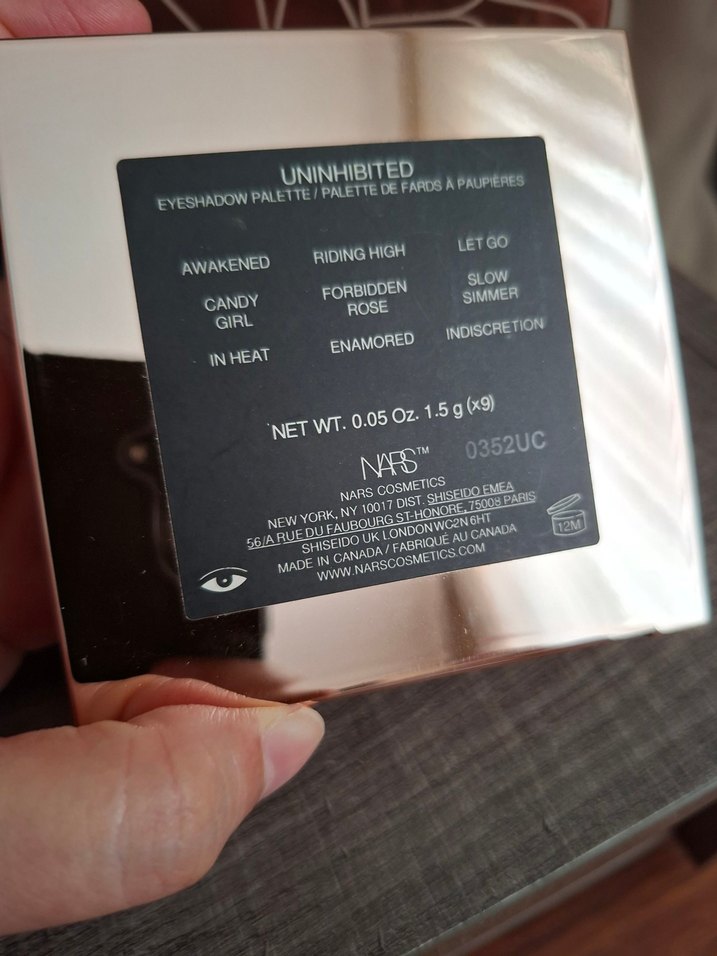 UNINHIBITED
EYESHADOW PALETTE / PALETTE DE FARDS À PAUPIÈRES
AWAKENED RIDING HIGH LET GO
CANDY GIRL FORBIDDEN ROSE SLOW SIMMER
IN HEAT ENAMORED INDISCRETION
NET WT. 0.05 Oz. 1.5 g (x9)
NARS™ 0352UC
NARS COSMETICS
NEW YORK, NY 10017 DIST. SHISEIDO EMEA
56/A RUE DU FAUBOURG ST-HONORE, 75008 PARIS
SHISEIDO UK LONDON WC2N 6HT
MADE IN CANADA / FABRIQUÉ AU CANADA
WWW.NARSCOSMETICS.COM
12M